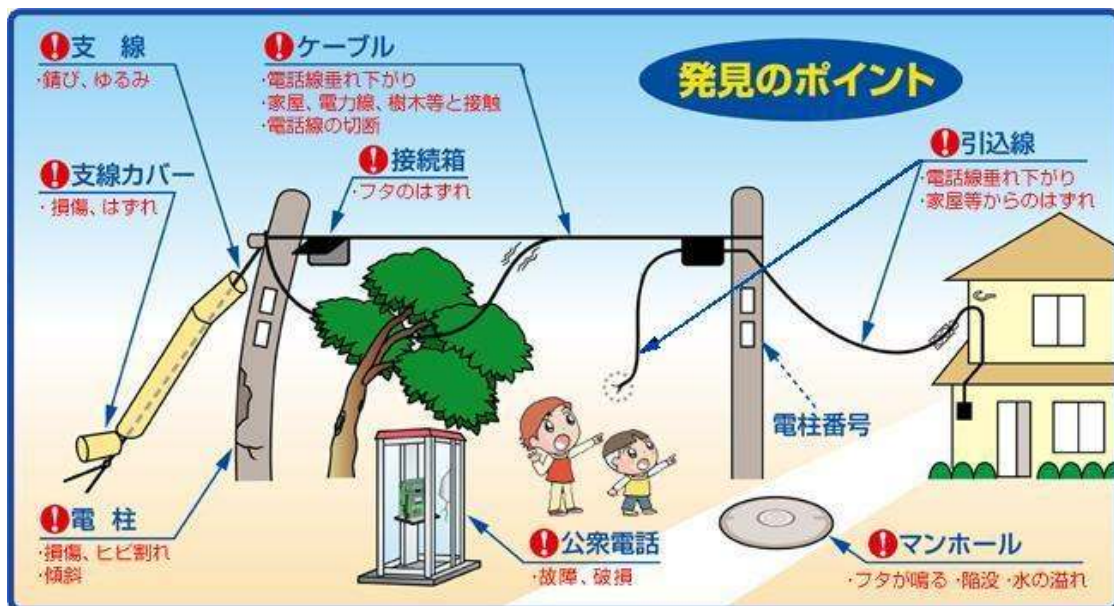 発見のポイント
支線
・錆び、ゆるみ
ケーブル
・電話線垂れ下がり
・家屋、電力線、樹木等と接触
・電話線の切断
引込線
・電話線垂れ下がり
・家屋等からのはずれ
接続箱
・フタのはずれ
支線カバー
・損傷、はずれ
電柱番号
電柱
・損傷、ヒビ割れ
・傾斜
公衆電話
・故障、破損
マンホール
・フタが鳴る・陥没・水の溢れ